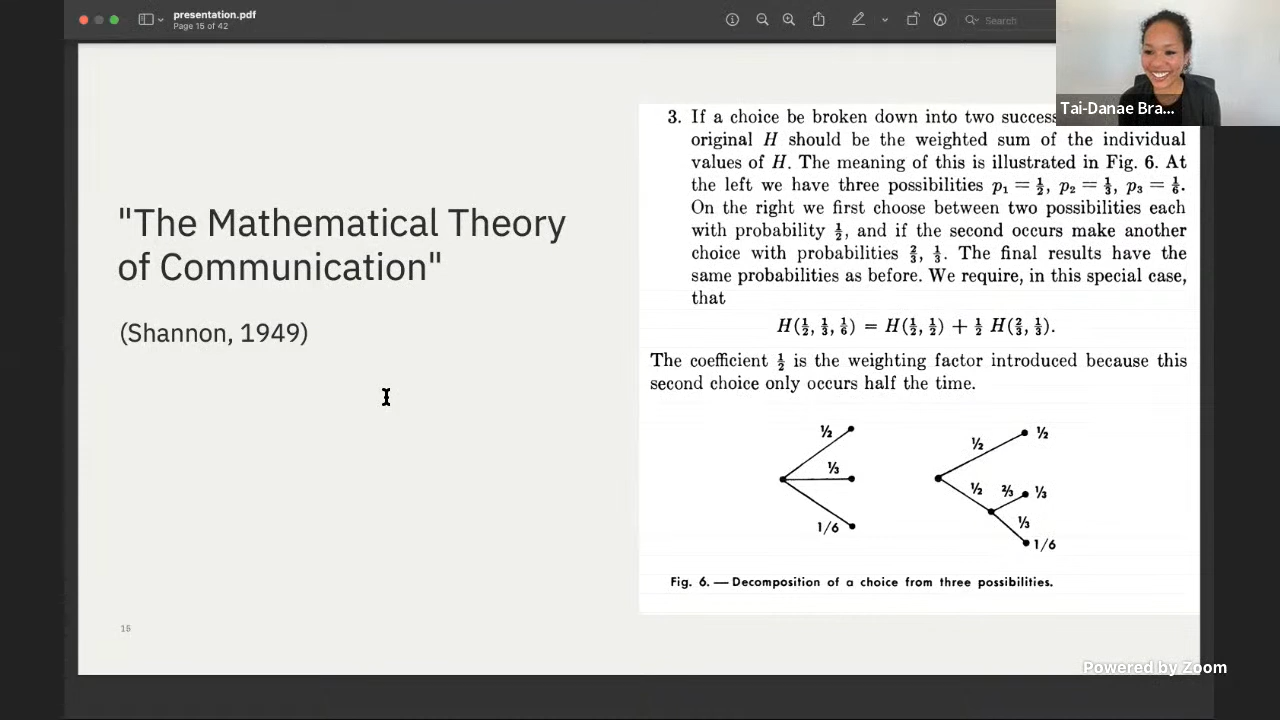 presentation.pdf
Page 15 of 42
Search
Tai-Danae Bra...
"The Mathematical Theory
of Communication"
(Shannon, 1949)
3. If a choice be broken down into two
original H should be the weighted sum of the individual
values of H. The meaning of this is illustrated in Fig. 6. At
the left we have three possibilities p₁ = ½, p₂ = ⅓, p₃ = ⅙.
On the right we first choose between two possibilities each
with probability ½, and if the second occurs make another
choice with probabilities ⅔, ⅓. The final results have the
same probabilities as before. We require, in this special case,
that
H(½, ⅓, ⅙) = H(½, ½) + ½ H(⅔, ⅓).
The coefficient ½ is the weighting factor introduced because this
second choice only occurs half the time.
½
⅓
1/6
½
½
½
⅔
⅓
⅓
1/6
Fig. 6. — Decomposition of a choice from three possibilities.
15
Powered by Zoom